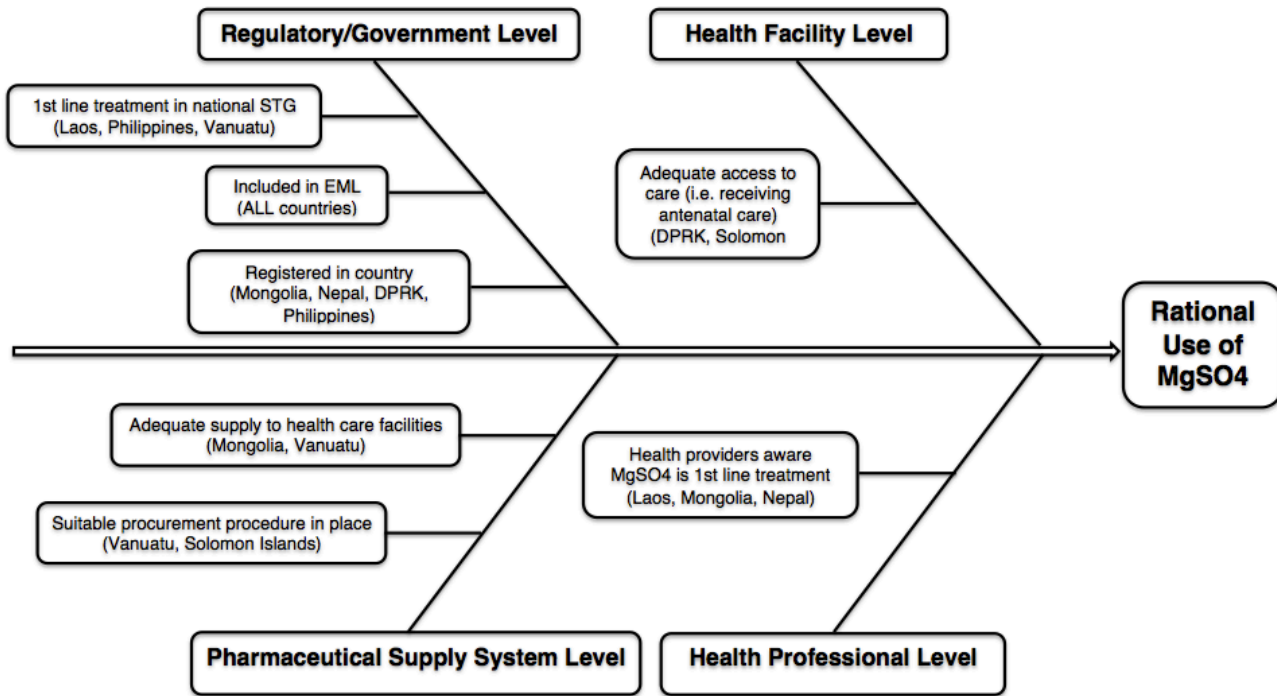 Regulatory/Government Level
Health Facility Level
1st line treatment in national STG
(Laos, Philippines, Vanuatu)
Included in EML
(ALL countries)
Registered in country
(Mongolia, Nepal, DPRK,
Philippines)
Adequate access to
care (i.e. receiving
antenatal care)
(DPRK, Solomon
Rational
Use of
MgSO4
Adequate supply to health care facilities
(Mongolia, Vanuatu)
Suitable procurement procedure in place
(Vanuatu, Solomon Islands)
Health providers aware
MgSO4 is 1st line treatment
(Laos, Mongolia, Nepal)
Pharmaceutical Supply System Level
Health Professional Level